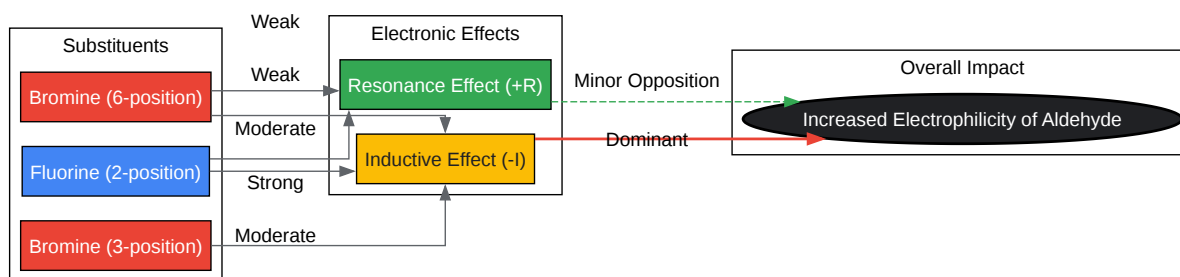 Weak
Substituents
Electronic Effects
Overall Impact
Bromine (6-position)
Weak
Resonance Effect (+R)
Minor Opposition
Increased Electrophilicity of Aldehyde
Moderate
Dominant
Fluorine (2-position)
Inductive Effect (-I)
Strong
Bromine (3-position)
Moderate